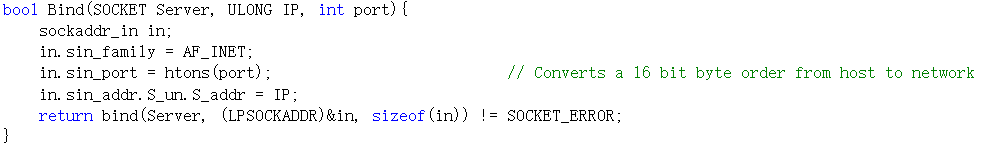 bool Bind(SOCKET Server, ULONG IP, int port){
    sockaddr_in in;
    in.sin_family = AF_INET;
    in.sin_port = htons(port);                              // Converts a 16 bit byte order from host to network
    in.sin_addr.S_un.S_addr = IP;
    return bind(Server, (LPSOCKADDR)&in, sizeof(in)) != SOCKET_ERROR;
}